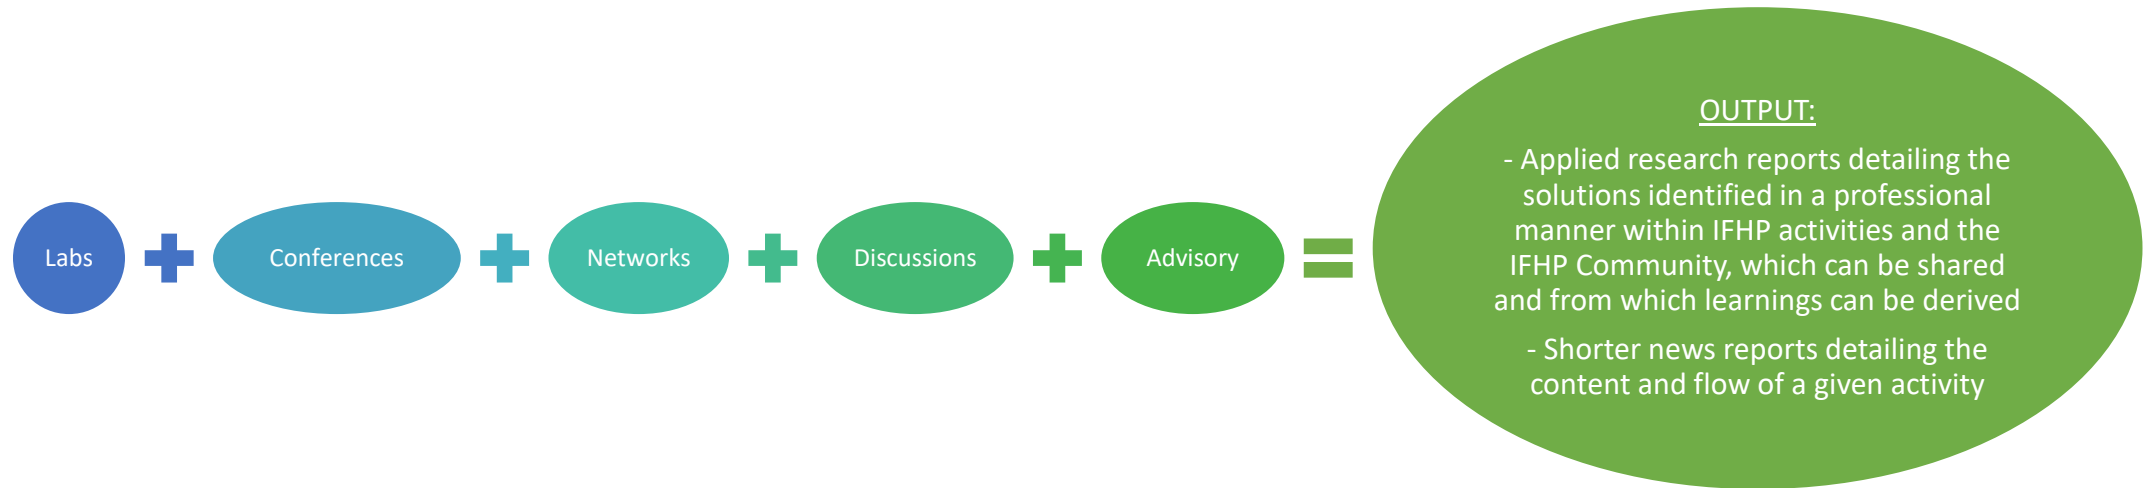 Labs
Conferences
Networks
Discussions
Advisory
OUTPUT:
- Applied research reports detailing the
solutions identified in a professional
manner within IFHP activities and the
IFHP Community, which can be shared
and from which learnings can be derived
- Shorter news reports detailing the
content and flow of a given activity